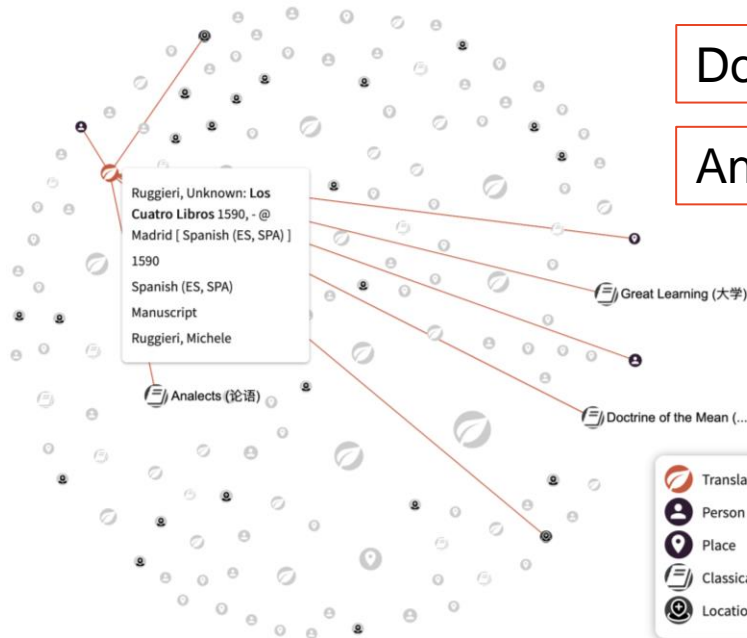 Do
An
Ruggieri, Unknown: Los
Cuatro Libros 1590, - @
Madrid [ Spanish (ES, SPA) ]
1590
Spanish (ES, SPA)
Manuscript
Ruggieri, Michele
Great Learning (大学)
Analects (论语)
Doctrine of the Mean (...
Transla
Person
Place
Classica
Locatio